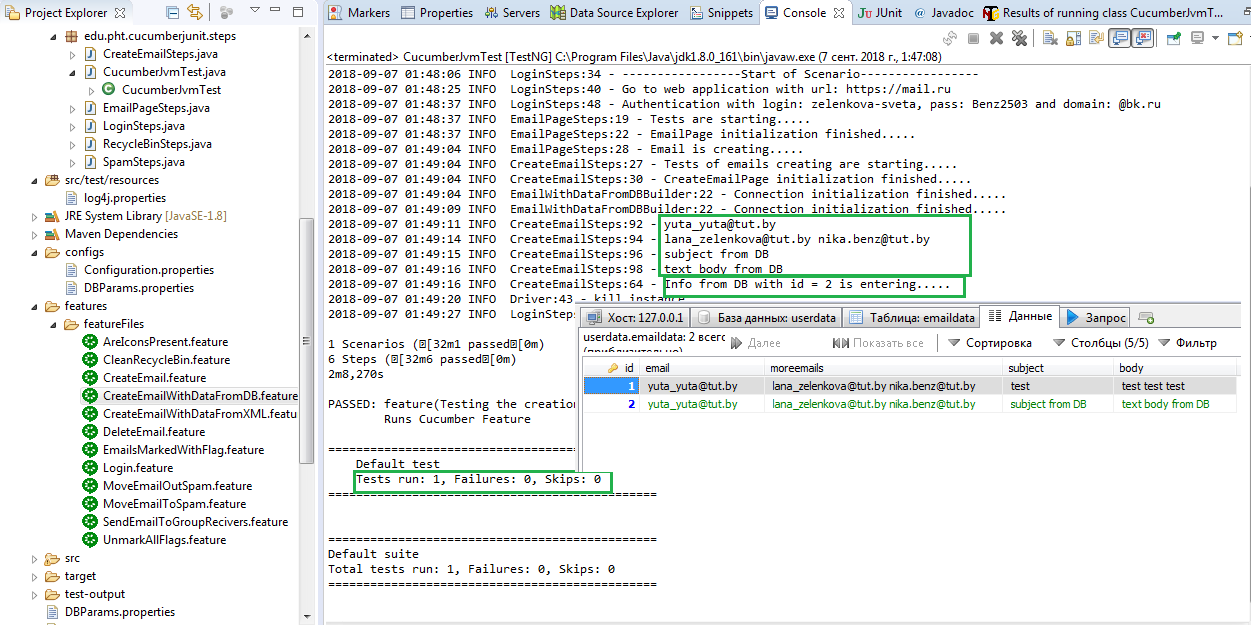 Project Explorer
edu.pht.cucumberjunit.steps
CreateEmailSteps.java
CucumberJvmTest.java
CucumberJvmTest
EmailPageSteps.java
LoginSteps.java
RecycleBinSteps.java
SpamSteps.java
src/test/resources
log4j.properties
JRE System Library [JavaSE-1.8]
Maven Dependencies
configs
Configuration.properties
DBParams.properties
features
featureFiles
AreIconsPresent.feature
CleanRecycleBin.feature
CreateEmail.feature
CreateEmailWithDataFromDB.feature
CreateEmailWithDataFromXML.featu
DeleteEmail.feature
EmailsMarkedWithFlag.feature
Login.feature
MoveEmailOutSpam.feature
MoveEmailToSpam.feature
SendEmailToGroupRecivers.feature
UnmarkAllFlags.feature
src
target
test-output
DBParams.properties
Markers Properties Servers Data Source Explorer Snippets Console JUnit Javadoc Results of running class CucumberJvmT...
<terminated> CucumberJvmTest [TestNG] C:\Program Files\Java\jdk1.8.0_161\bin\javaw.exe (7 сент. 2018 г., 1:47:08)
2018-09-07 01:48:06 INFO  LoginSteps:34 - -----------------Start of Scenario-----------------
2018-09-07 01:48:25 INFO  LoginSteps:40 - Go to web application with url: https://mail.ru
2018-09-07 01:48:37 INFO  LoginSteps:48 - Authentication with login: zelenkova-sveta, pass: Benz2503 and domain: @bk.ru
2018-09-07 01:48:37 INFO  EmailPageSteps:19 - Tests are starting.....
2018-09-07 01:48:37 INFO  EmailPageSteps:22 - EmailPage initialization finished.....
2018-09-07 01:49:04 INFO  EmailPageSteps:28 - Email is creating.....
2018-09-07 01:49:04 INFO  CreateEmailSteps:27 - Tests of emails creating are starting.....
2018-09-07 01:49:04 INFO  CreateEmailSteps:30 - CreateEmailPage initialization finished.....
2018-09-07 01:49:04 INFO  EmailWithDataFromDBBuilder:22 - Connection initialization finished.....
2018-09-07 01:49:09 INFO  EmailWithDataFromDBBuilder:22 - Connection initialization finished.....
2018-09-07 01:49:11 INFO  CreateEmailSteps:92 - yuta_yuta@tut.by
2018-09-07 01:49:14 INFO  CreateEmailSteps:94 - lana_zelenkova@tut.by nika.benz@tut.by
2018-09-07 01:49:15 INFO  CreateEmailSteps:96 - subject from DB
2018-09-07 01:49:16 INFO  CreateEmailSteps:98 - text body from DB
2018-09-07 01:49:16 INFO  CreateEmailSteps:64 - Info from DB with id = 2 is entering.....
2018-09-07 01:49:20 INFO  Driver:43 - kill instance
2018-09-07 01:49:27 INFO  LoginSteps
1 Scenarios ([32m1 passed[0m)
6 Steps ([32m6 passed[0m)
2m8,270s
PASSED: feature(Testing the creation
Runs Cucumber Feature
===============================================
Default test
Tests run: 1, Failures: 0, Skips: 0
===============================================
===============================================
Default suite
Total tests run: 1, Failures: 0, Skips: 0
===============================================
Хост: 127.0.0.1 База данных: userdata Таблица: emaildata Данные Запрос
userdata.emaildata: 2 всего (приблизительно) Далее Показать все Сортировка Столбцы (5/5) Фильтр
id email moreemails subject body
1 yuta_yuta@tut.by lana_zelenkova@tut.by nika.benz@tut.by test test test test
2 yuta_yuta@tut.by lana_zelenkova@tut.by nika.benz@tut.by subject from DB text body from DB